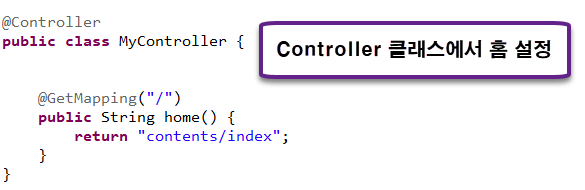 @Controller
public class MyController {
Controller 클래스에서 홈 설정
@GetMapping("/")
public String home() {
return "contents/index";
}
}